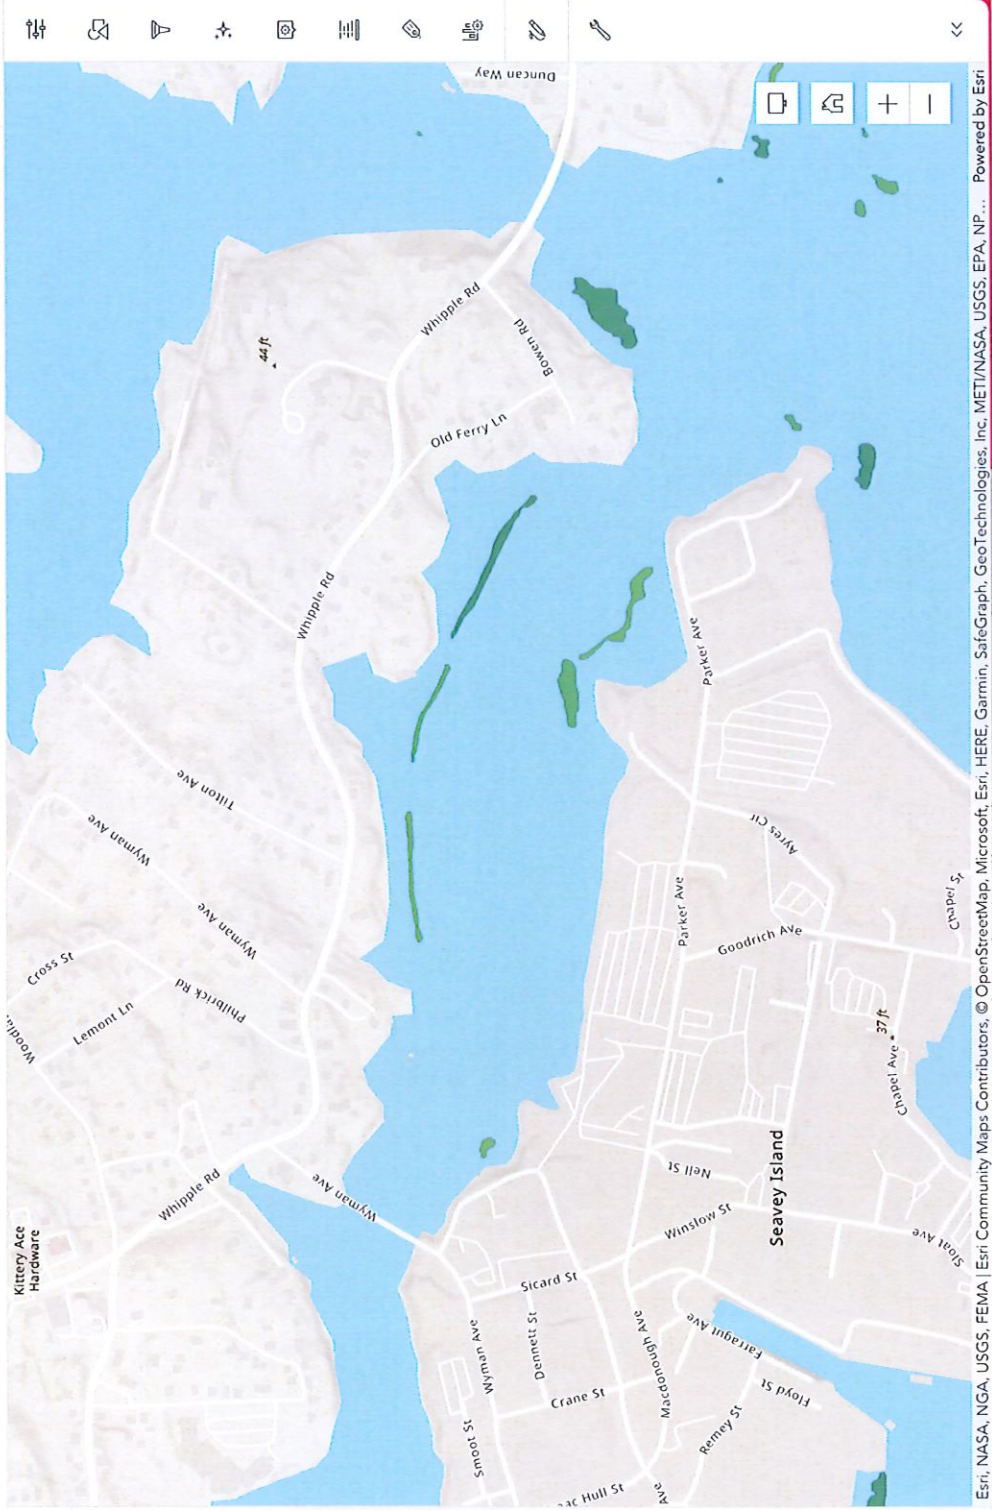 Kittery Ace
Hardware
Woodla
Cross St
Lemont Ln
Wyman Ave
Philbrick Rd
Wyman Ave
Tilton Ave
44 ft
Whipple Rd
Whipple Rd
Whipple Rd
Old Ferry Ln
Bowen Rd
Duncan Way
Wyman Ave
Smoot St
Wyman Ave
Dennett St
Sicard St
Crane St
ac Hull St
Ave
Macdonough Ave
Nell St
Winslow St
Parker Ave
Parker Ave
Goodrich Ave
Ayres Cir
Remey St
Farragut Ave
Floyd St
Seavey Island
37 ft
Chapel Ave
Sloat Ave
Chapel St
Esri, NASA, NGA, USGS, FEMA | Esri Community Maps Contributors, © OpenStreetMap, Microsoft, Esri, HERE, Garmin, SafeGraph, GeoTechnologies, Inc, METI/NASA, USGS, EPA, NP... Powered by Esri